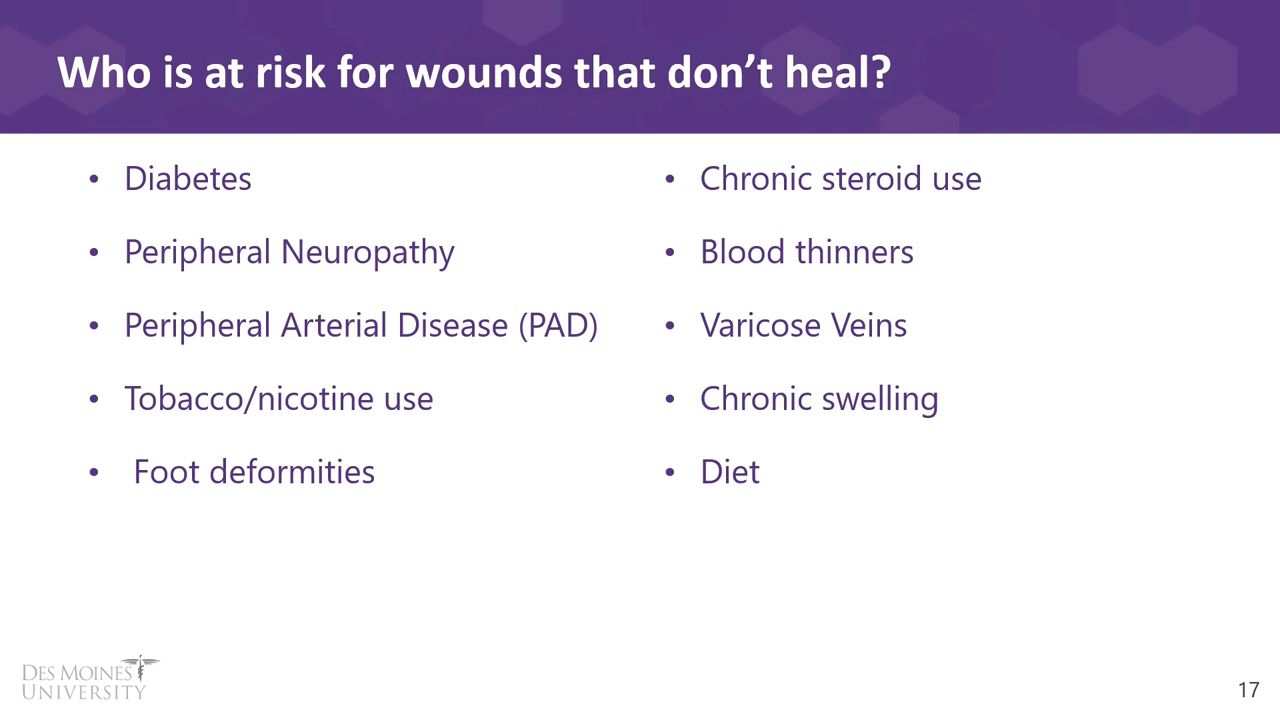 Who is at risk for wounds that don’t heal?
• Diabetes
• Peripheral Neuropathy
• Peripheral Arterial Disease (PAD)
• Tobacco/nicotine use
• Foot deformities
• Chronic steroid use
• Blood thinners
• Varicose Veins
• Chronic swelling
• Diet
DES MOINES
UNIVERSITY
17